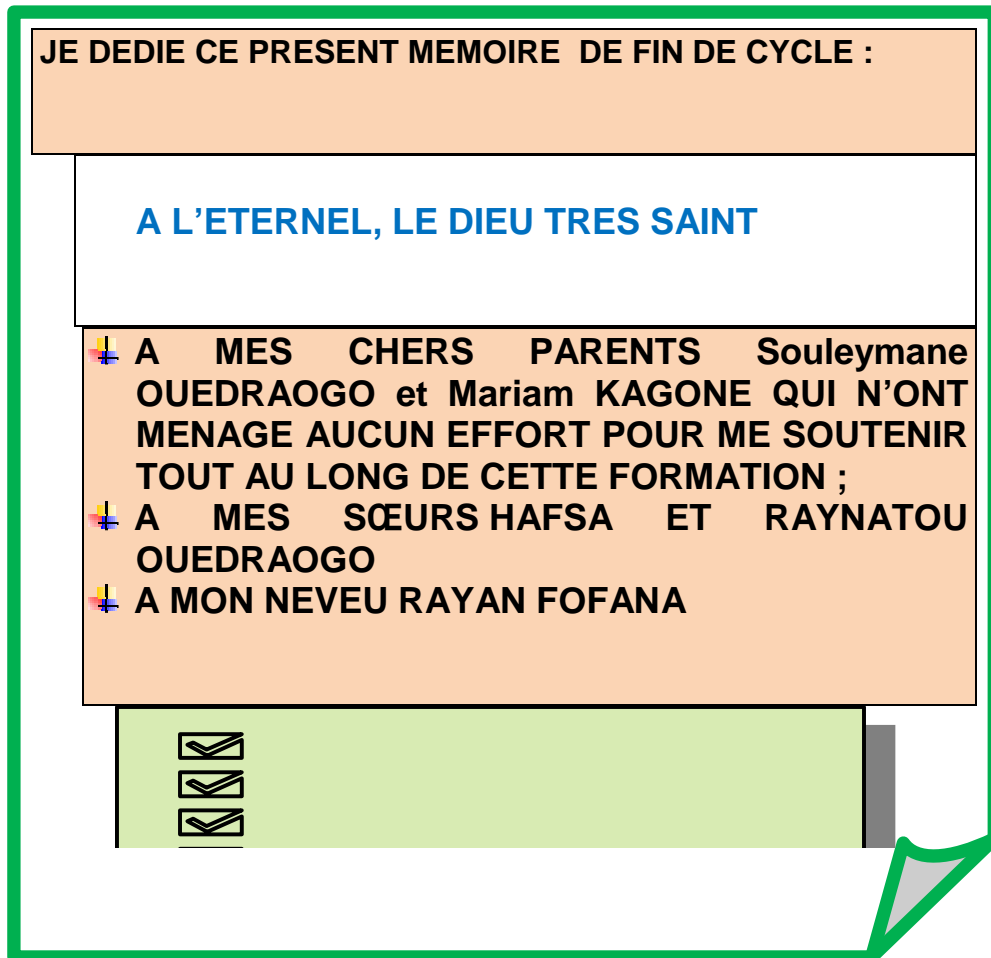 JE DEDIE CE PRESENT MEMOIRE DE FIN DE CYCLE :
A L’ETERNEL, LE DIEU TRES SAINT
A MES CHERS PARENTS Souleymane
OUEDRAOGO et Mariam KAGONE QUI N’ONT
MENAGE AUCUN EFFORT POUR ME SOUTENIR
TOUT AU LONG DE CETTE FORMATION ;
A MES SŒURS HAFSA ET RAYNATOU
OUEDRAOGO
A MON NEVEU RAYAN FOFANA